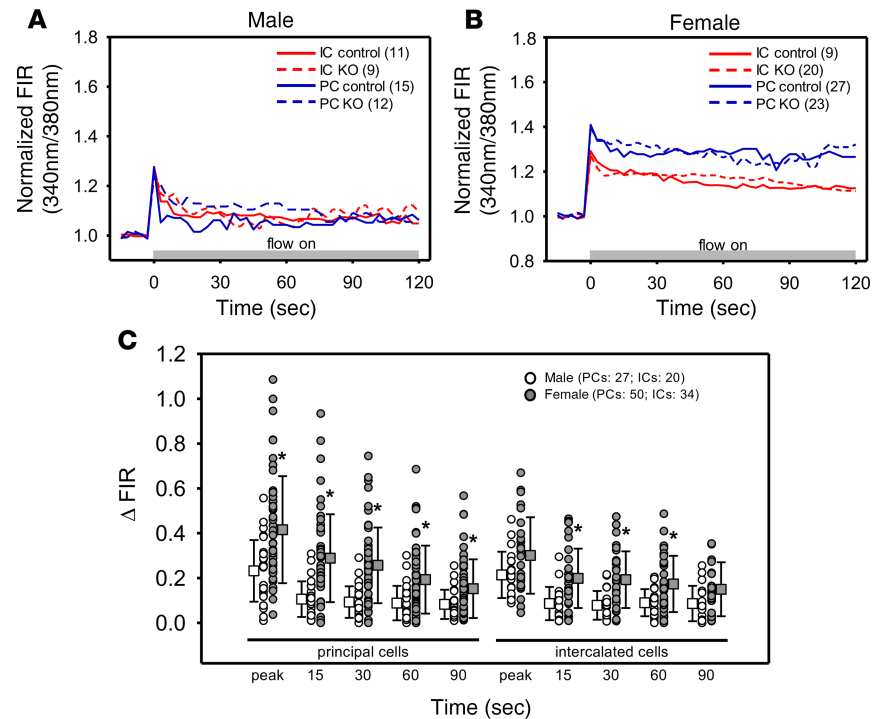 A
Male
Normalized FIR
(340nm/380nm)
1.8
1.6
1.4
1.2
1.0
IC control (11)
IC KO (9)
PC control (15)
PC KO (12)
flow on
0
30
60
90
120
Time (sec)
B
Female
Normalized FIR
(340nm/380nm)
1.8
1.6
1.4
1.2
1.0
0.8
IC control (9)
IC KO (20)
PC control (27)
PC KO (23)
flow on
0
30
60
90
120
Time (sec)
C
Δ FIR
1.2
1.0
0.8
0.6
0.4
0.2
0.0
Male (PCs: 27; ICs: 20)
Female (PCs: 50; ICs: 34)
*
*
*
*
*
*
*
*
principal cells
intercalated cells
peak
15
30
60
90
peak
15
30
60
90
Time (sec)